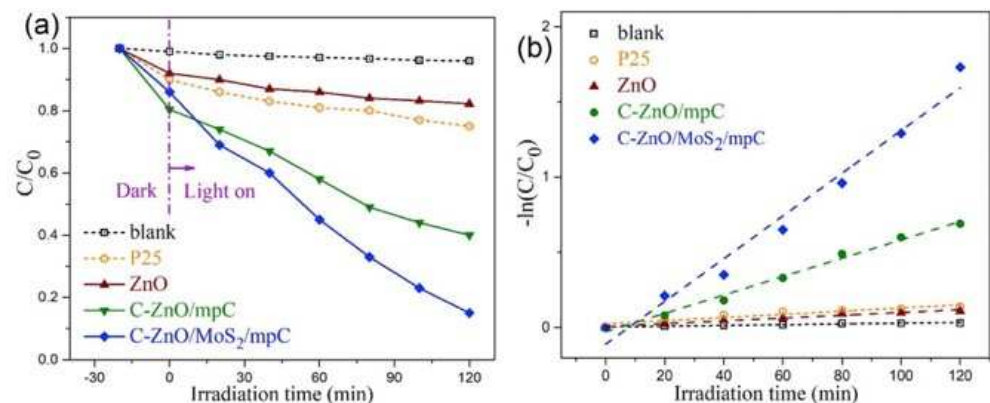 (a)
1.0
0.8
0.6
0.4
0.2
0.0
C/C₀
Dark
Light on
blank
P25
ZnO
C-ZnO/mpC
C-ZnO/MoS₂/mpC
-30
0
30
60
90
120
Irradiation time (min)
(b)
-2
-1
-0
-ln(C/C₀)
blank
P25
ZnO
C-ZnO/mpC
C-ZnO/MoS₂/mpC
0
20
40
60
80
100
120
Irradiation time (min)